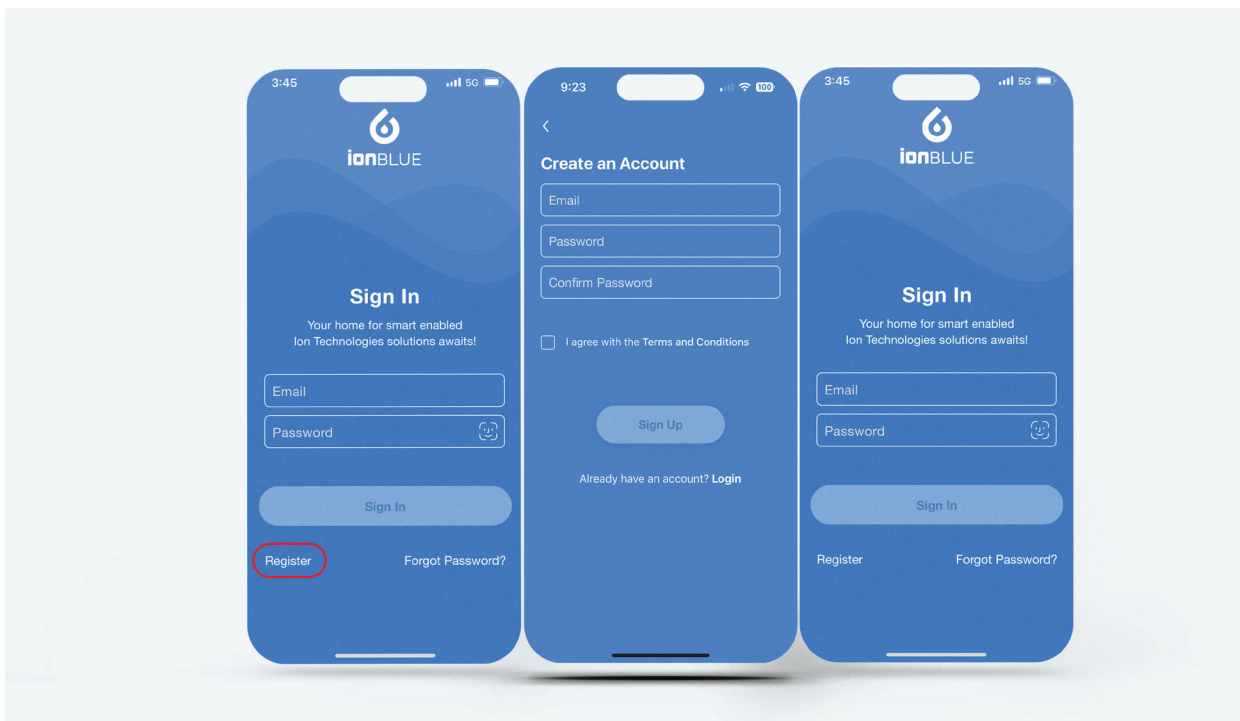 3:45
5G
ionBLUE
Sign In
Your home for smart enabled
Ion Technologies solutions awaits!
Email
Password
Sign In
Register
Forgot Password?
9:23
100
Create an Account
Email
Password
Confirm Password
I agree with the Terms and Conditions
Sign Up
Already have an account? Login
3:45
5G
ionBLUE
Sign In
Your home for smart enabled
Ion Technologies solutions awaits!
Email
Password
Sign In
Register
Forgot Password?